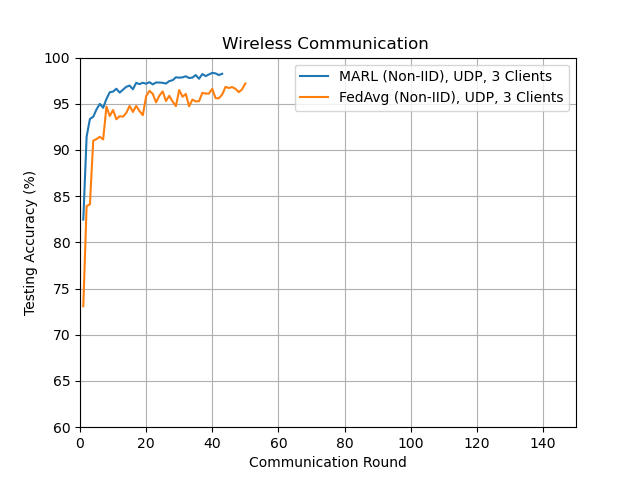 Wireless Communication
MARL (Non-IID), UDP, 3 Clients
FedAvg (Non-IID), UDP, 3 Clients
Testing Accuracy (%)
100
95
90
85
80
75
70
65
60
0 20 40 60 80 100 120 140
Communication Round